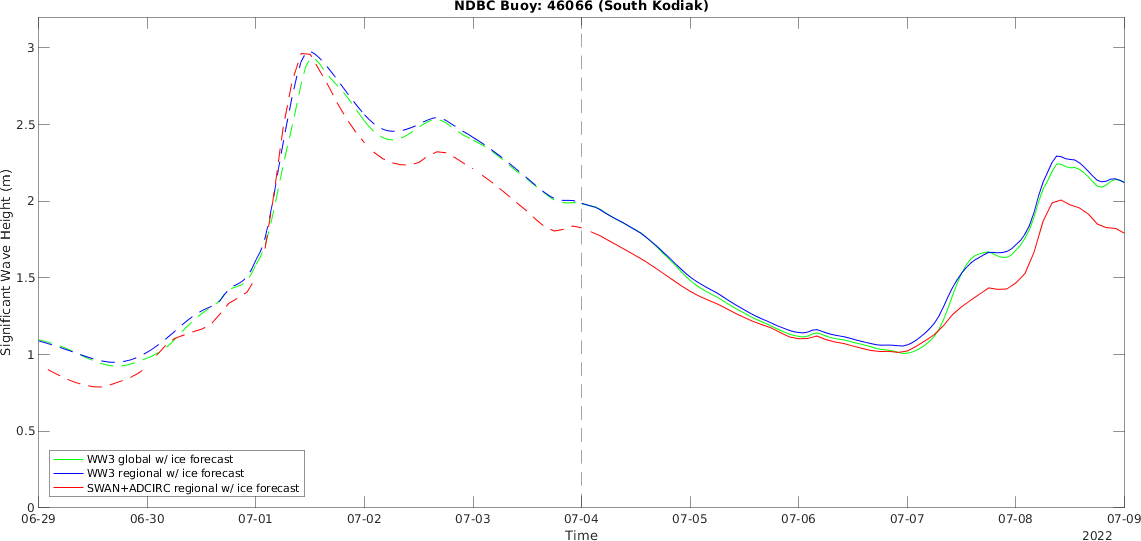 NDBC Buoy: 46066 (South Kodiak)
Significant Wave Height (m)
3
2.5
2
1.5
1
0.5
0
WW3 global w/ ice forecast
WW3 regional w/ ice forecast
SWAN+ADCIRC regional w/ ice forecast
06-29 06-30 07-01 07-02 07-03 07-04 07-05 07-06 07-07 07-08 07-09
Time
2022